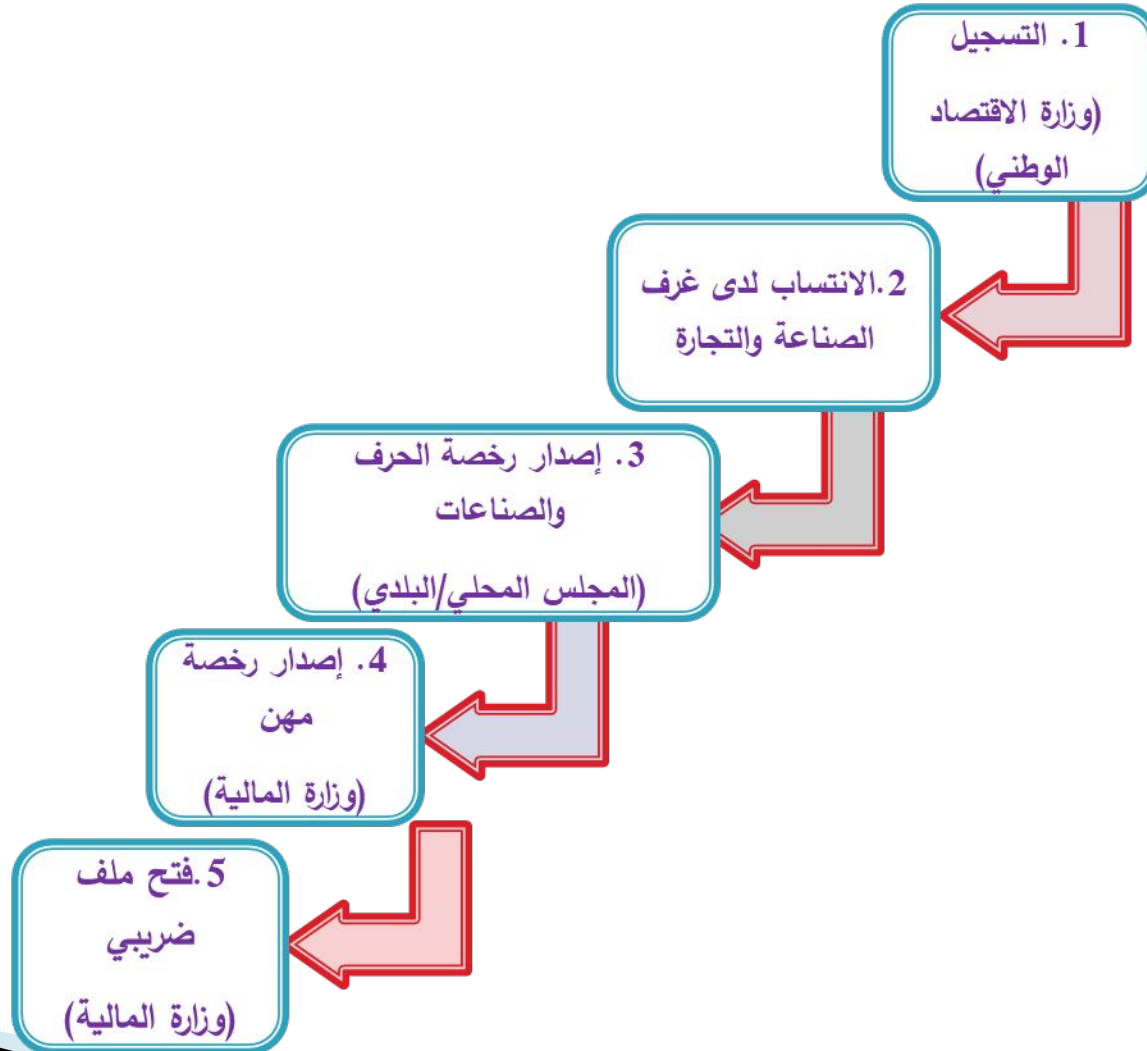 1. التسجيل
(وزارة الاقتصاد
الوطني)
2.الانتساب لدى غرف
الصناعة والتجارة
3. إصدار رخصة الحرف
والصناعات
(المجلس المحلي/البلدي)
4. إصدار رخصة
مهن
(وزارة المالية)
5.فتح ملف
ضريبي
(وزارة المالية)